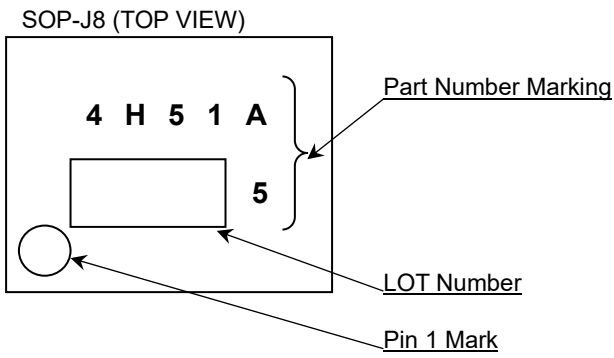 SOP-J8 (TOP VIEW)
Part Number Marking
4 H 5 1 A
5
LOT Number
Pin 1 Mark